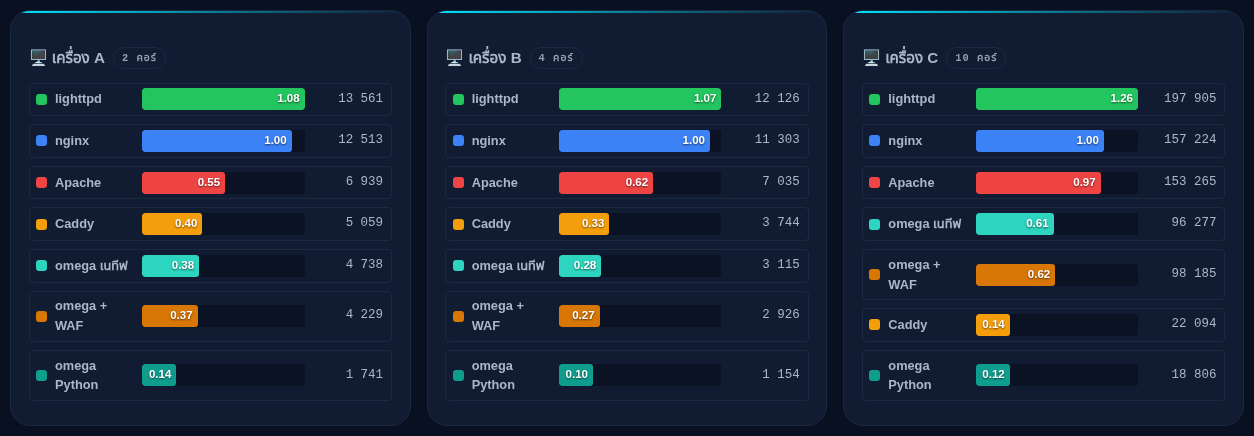 เครื่อง A 2 คอร์
lighttpd 1.08 13 561
nginx 1.00 12 513
Apache 0.55 6 939
Caddy 0.40 5 059
omega เนทีฟ 0.38 4 738
omega +
WAF 0.37 4 229
omega
Python 0.14 1 741
เครื่อง B 4 คอร์
lighttpd 1.07 12 126
nginx 1.00 11 303
Apache 0.62 7 035
Caddy 0.33 3 744
omega เนทีฟ 0.28 3 115
omega +
WAF 0.27 2 926
omega
Python 0.10 1 154
เครื่อง C 10 คอร์
lighttpd 1.26 197 905
nginx 1.00 157 224
Apache 0.97 153 265
omega เนทีฟ 0.61 96 277
omega +
WAF 0.62 98 185
Caddy 0.14 22 094
omega
Python 0.12 18 806